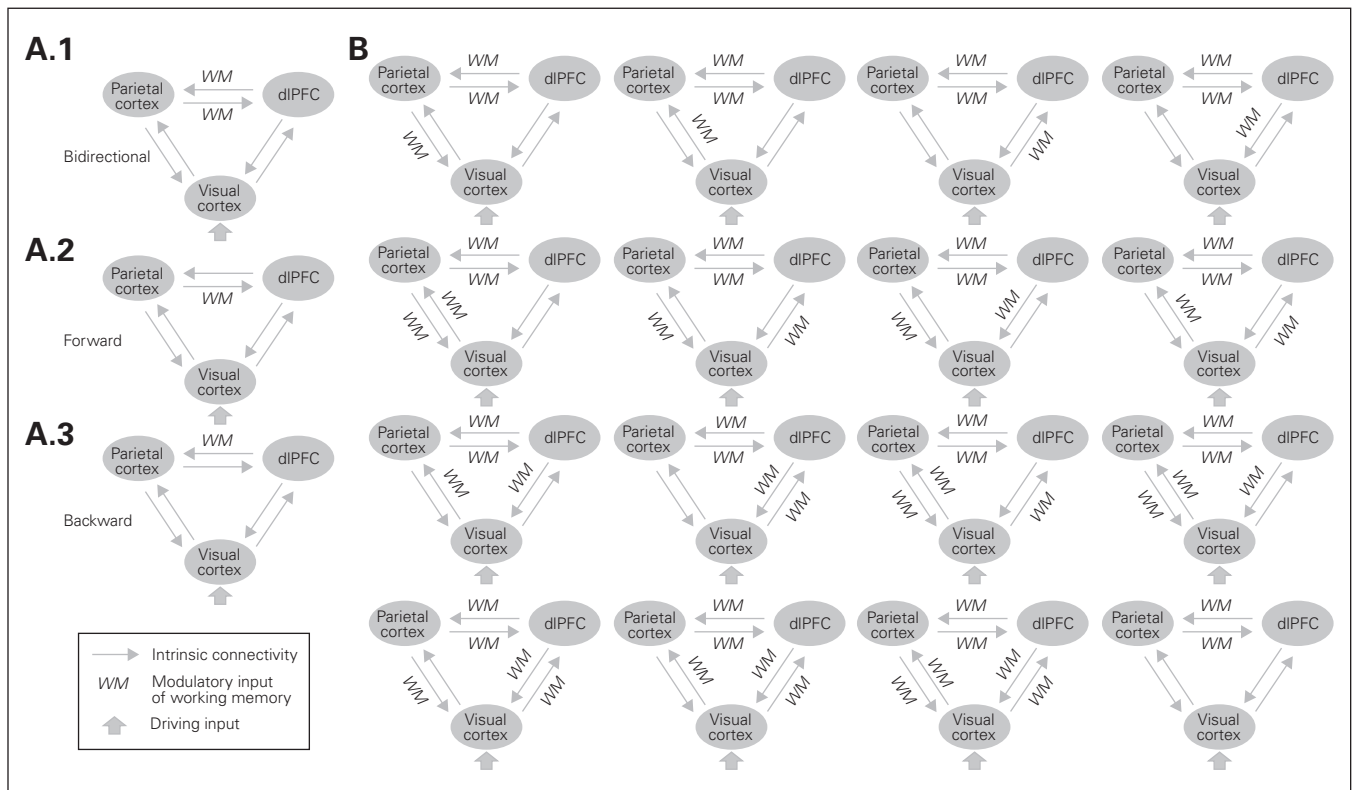 A.1
WM
Parietal
cortex
dlPFC
WM
Bidirectional
Visual
cortex
A.2
Parietal
cortex
dlPFC
WM
Forward
Visual
cortex
A.3
WM
Parietal
cortex
dlPFC
Backward
Visual
cortex
Intrinsic connectivity
WM Modulatory input
of working memory
Driving input
B
WM
Parietal
cortex
dlPFC
WM
WM
Visual
cortex
WM
Parietal
cortex
dlPFC
WM
WM
Visual
cortex
WM
Parietal
cortex
dlPFC
WM
WM
Visual
cortex
WM
Parietal
cortex
dlPFC
WM
WM
Visual
cortex
WM
Parietal
cortex
dlPFC
WM
WM
WM
Visual
cortex
WM
Parietal
cortex
dlPFC
WM
WM
WM
Visual
cortex
WM
Parietal
cortex
dlPFC
WM
WM
WM
Visual
cortex
WM
Parietal
cortex
dlPFC
WM
WM
WM
Visual
cortex
WM
Parietal
cortex
dlPFC
WM
WM
WM
Visual
cortex
WM
Parietal
cortex
dlPFC
WM
WM
WM
Visual
cortex
WM
Parietal
cortex
dlPFC
WM
WM
WM
WM
Visual
cortex
WM
Parietal
cortex
dlPFC
WM
WM
WM
WM
Visual
cortex
WM
Parietal
cortex
dlPFC
WM
WM
WM
WM
Visual
cortex
WM
Parietal
cortex
dlPFC
WM
WM
WM
WM
Visual
cortex
WM
Parietal
cortex
dlPFC
WM
WM
WM
WM
WM
Visual
cortex
WM
Parietal
cortex
dlPFC
WM
Visual
cortex